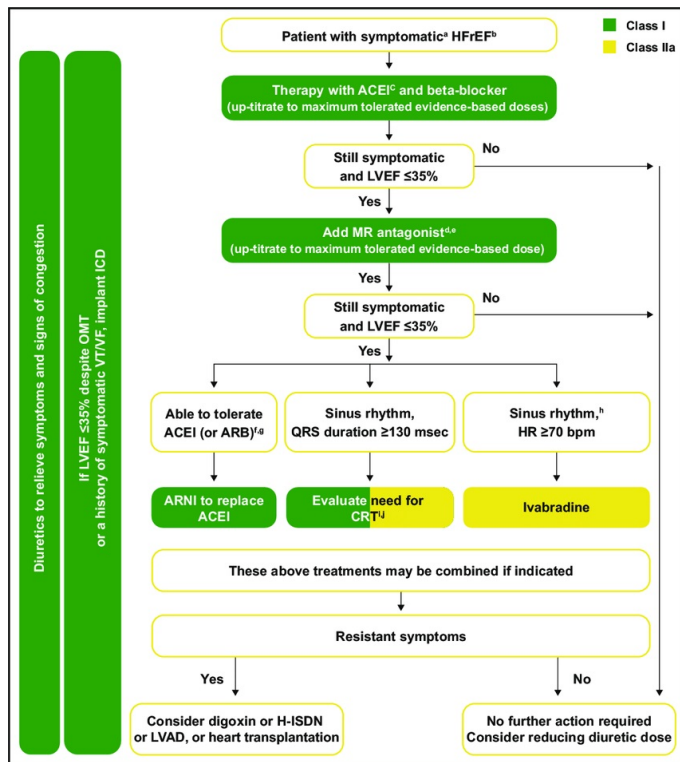 Class I
Class IIa
Patient with symptomaticᵃ HFrEFᵇ
Therapy with ACEIᶜ and beta-blocker
(up-titrate to maximum tolerated evidence-based doses)
No
Still symptomatic
and LVEF ≤35%
Yes
Add MR antagonistᵈ,ᵉ
(up-titrate to maximum tolerated evidence-based dose)
Yes
No
Still symptomatic
and LVEF ≤35%
Yes
Able to tolerate
ACEI (or ARB)ᶠ,ᵍ
Sinus rhythm,
QRS duration ≥130 msec
Sinus rhythm,ʰ
HR ≥70 bpm
ARNI to replace
ACEI
Evaluate need for
CRTⁱ,ʲ
Ivabradine
These above treatments may be combined if indicated
Resistant symptoms
Yes
No
Consider digoxin or H-ISDN
or LVAD, or heart transplantation
No further action required
Consider reducing diuretic dose
Diuretics to relieve symptoms and signs of congestion
If LVEF ≤35% despite OMT
or a history of symptomatic VT/VF, implant ICD